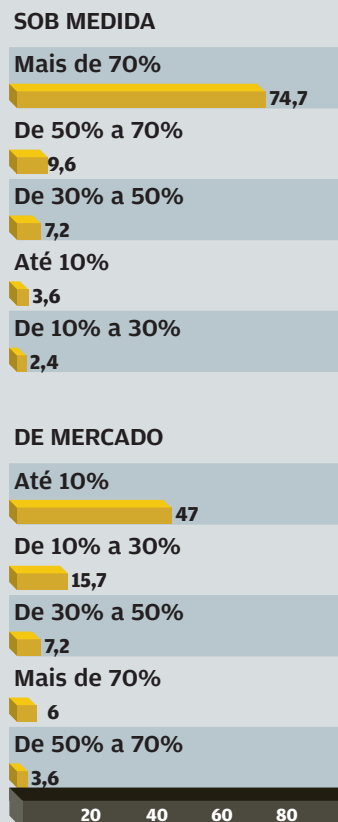 SOB MEDIDA
Mais de 70%
74,7
De 50% a 70%
9,6
De 30% a 50%
7,2
Até 10%
3,6
De 10% a 30%
2,4
DE MERCADO
Até 10%
47
De 10% a 30%
15,7
De 30% a 50%
7,2
Mais de 70%
6
De 50% a 70%
3,6
20 40 60 80